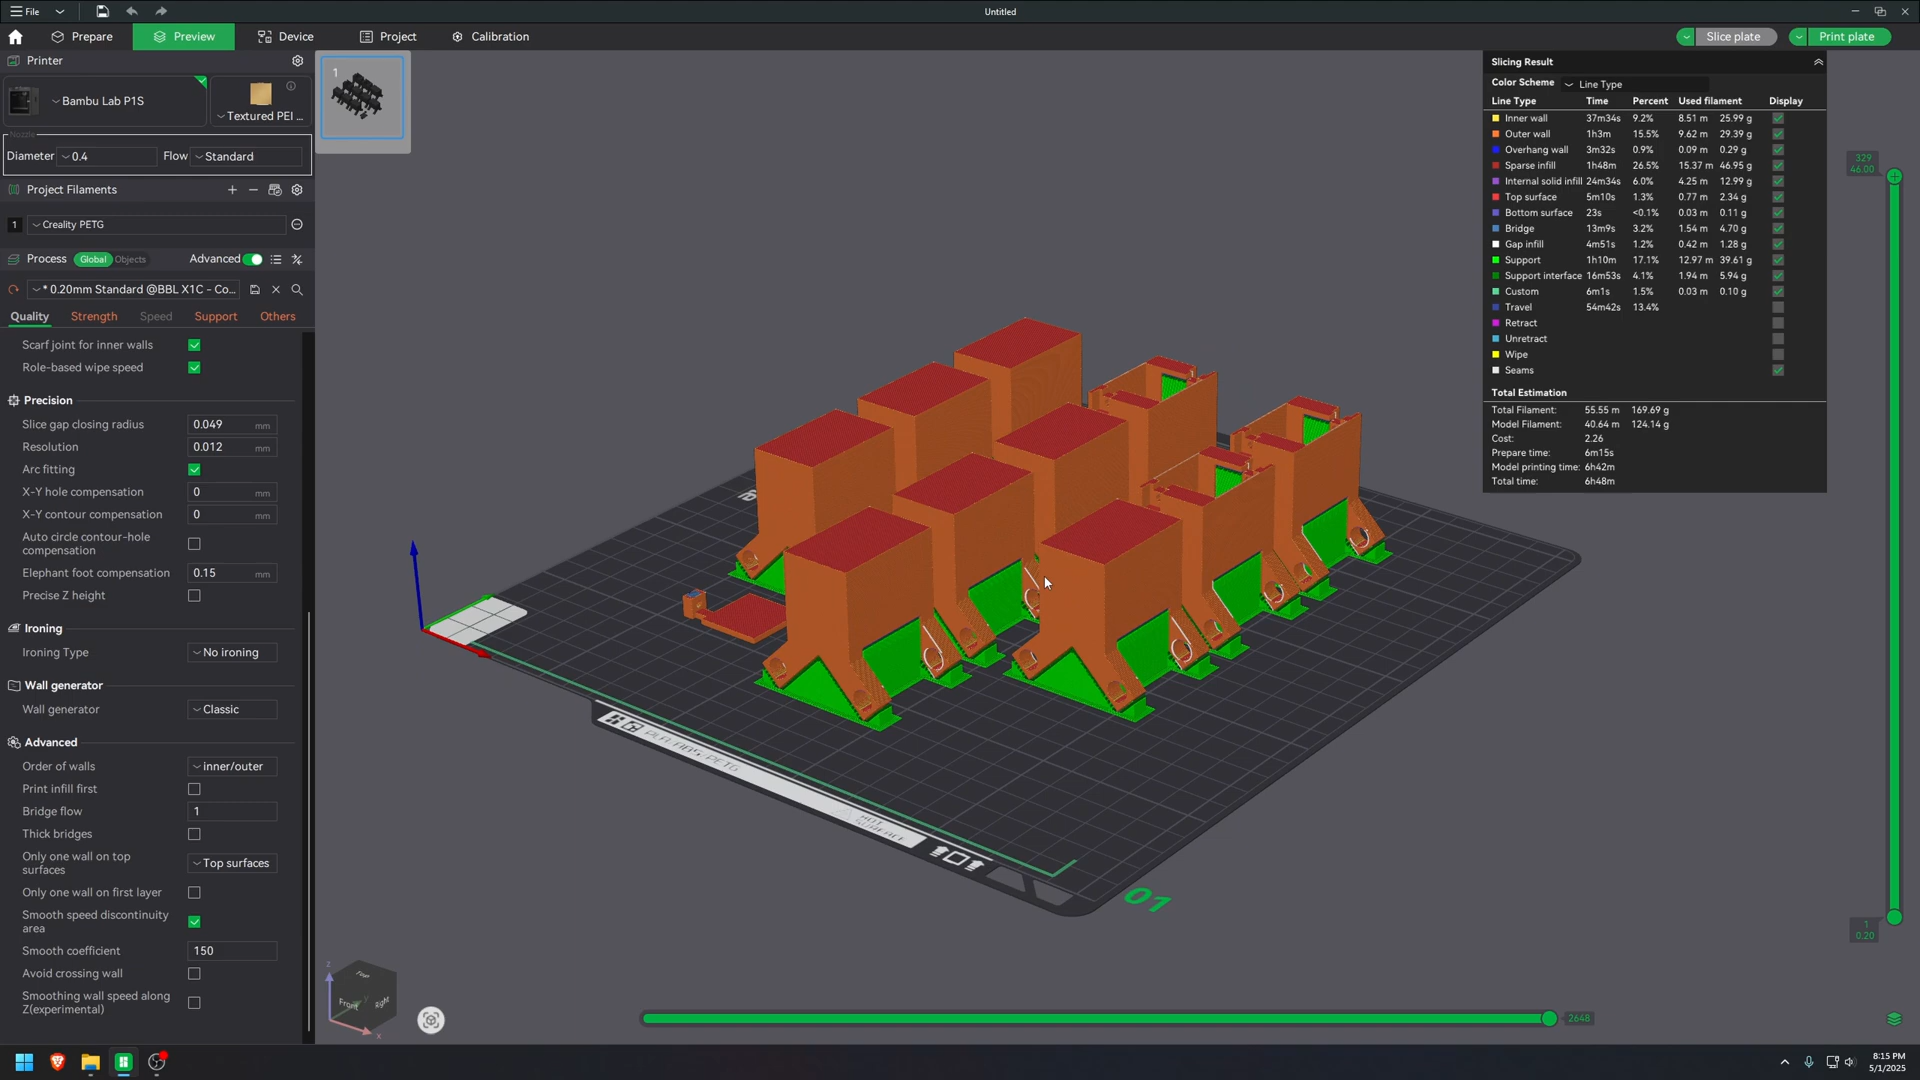 File
Untitled
Prepare
Preview
Device
Project
Calibration
Slice plate
Print plate
Printer
Bambu Lab P1S
Textured PEI ...
Nozzle
Diameter
0.4
Flow
Standard
Project Filaments
1
Creality PETG
Process
Global
Objects
Advanced
* 0.20mm Standard @BBL X1C - Co...
Quality
Strength
Speed
Support
Others
Scarf joint for inner walls
Role-based wipe speed
Precision
Slice gap closing radius
0.049 mm
Resolution
0.012 mm
Arc fitting
X-Y hole compensation
0 mm
X-Y contour compensation
0 mm
Auto circle contour-hole
compensation
Elephant foot compensation
0.15 mm
Precise Z height
Ironing
Ironing Type
No ironing
Wall generator
Wall generator
Classic
Advanced
Order of walls
inner/outer
Print infill first
Bridge flow
1
Thick bridges
Only one wall on top
surfaces
Top surfaces
Only one wall on first layer
Smooth speed discontinuity
area
Smooth coefficient
150
Avoid crossing wall
Smoothing wall speed along
Z(experimental)
1
Slicing Result
Color Scheme
Line Type
Line Type Time Percent Used filament Display
Inner wall 37m34s 9.2% 8.51 m 25.99 g
Outer wall 1h3m 15.5% 9.62 m 29.39 g
Overhang wall 3m32s 0.9% 0.09 m 0.29 g
Sparse infill 1h48m 26.5% 15.37 m 46.95 g
Internal solid infill 24m34s 6.0% 4.25 m 12.99 g
Top surface 5m10s 1.3% 0.77 m 2.34 g
Bottom surface 23s <0.1% 0.03 m 0.11 g
Bridge 13m9s 3.2% 1.54 m 4.70 g
Gap infill 4m51s 1.2% 0.42 m 1.28 g
Support 1h10m 17.1% 12.97 m 39.61 g
Support interface 16m53s 4.1% 1.94 m 5.94 g
Custom 6m1s 1.5% 0.03 m 0.10 g
Travel 54m42s 13.4%
Retract
Unretract
Wipe
Seams
Total Estimation
Total Filament: 55.55 m 169.69 g
Model Filament: 40.64 m 124.14 g
Cost: 2.26
Prepare time: 6m15s
Model printing time: 6h42m
Total time: 6h48m
329
46.00
1
0.20
PLA, ABS, PETG
HOT
SURFACE
01
z
Top
Front
Right
x
2648
8:15 PM
5/1/2025